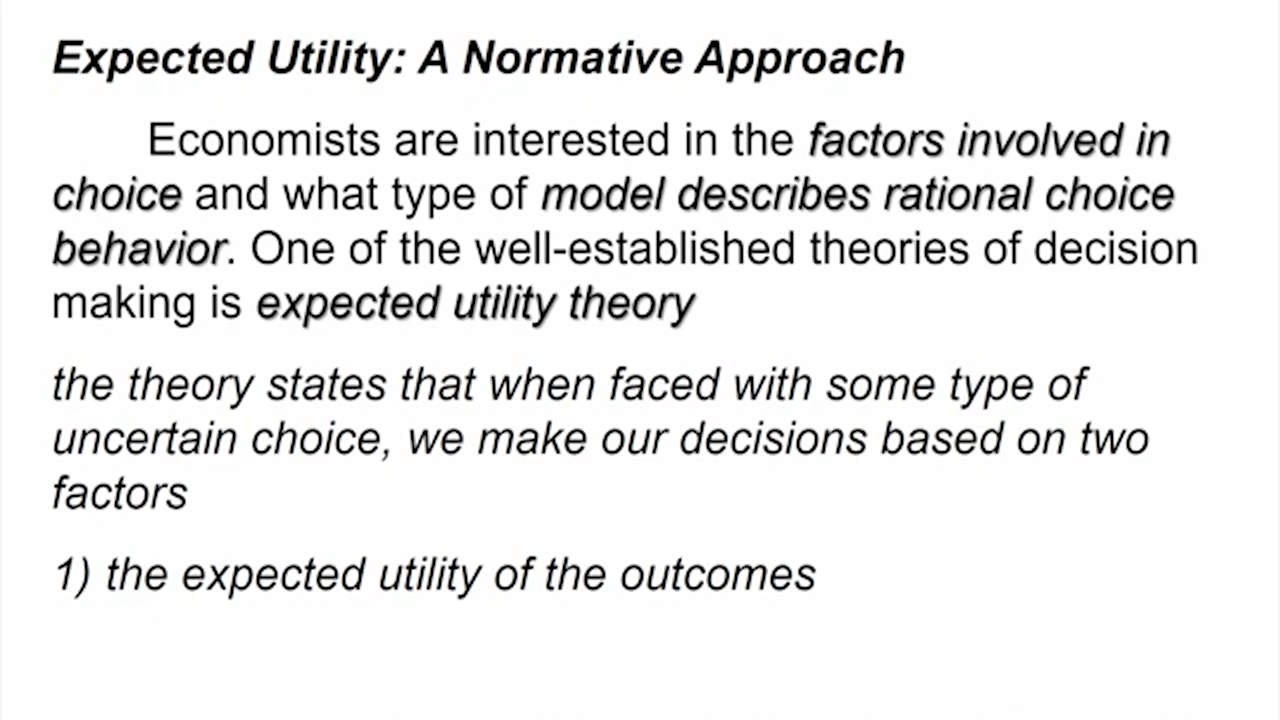 Expected Utility: A Normative Approach
Economists are interested in the factors involved in
choice and what type of model describes rational choice
behavior. One of the well-established theories of decision
making is expected utility theory
the theory states that when faced with some type of
uncertain choice, we make our decisions based on two
factors
1) the expected utility of the outcomes